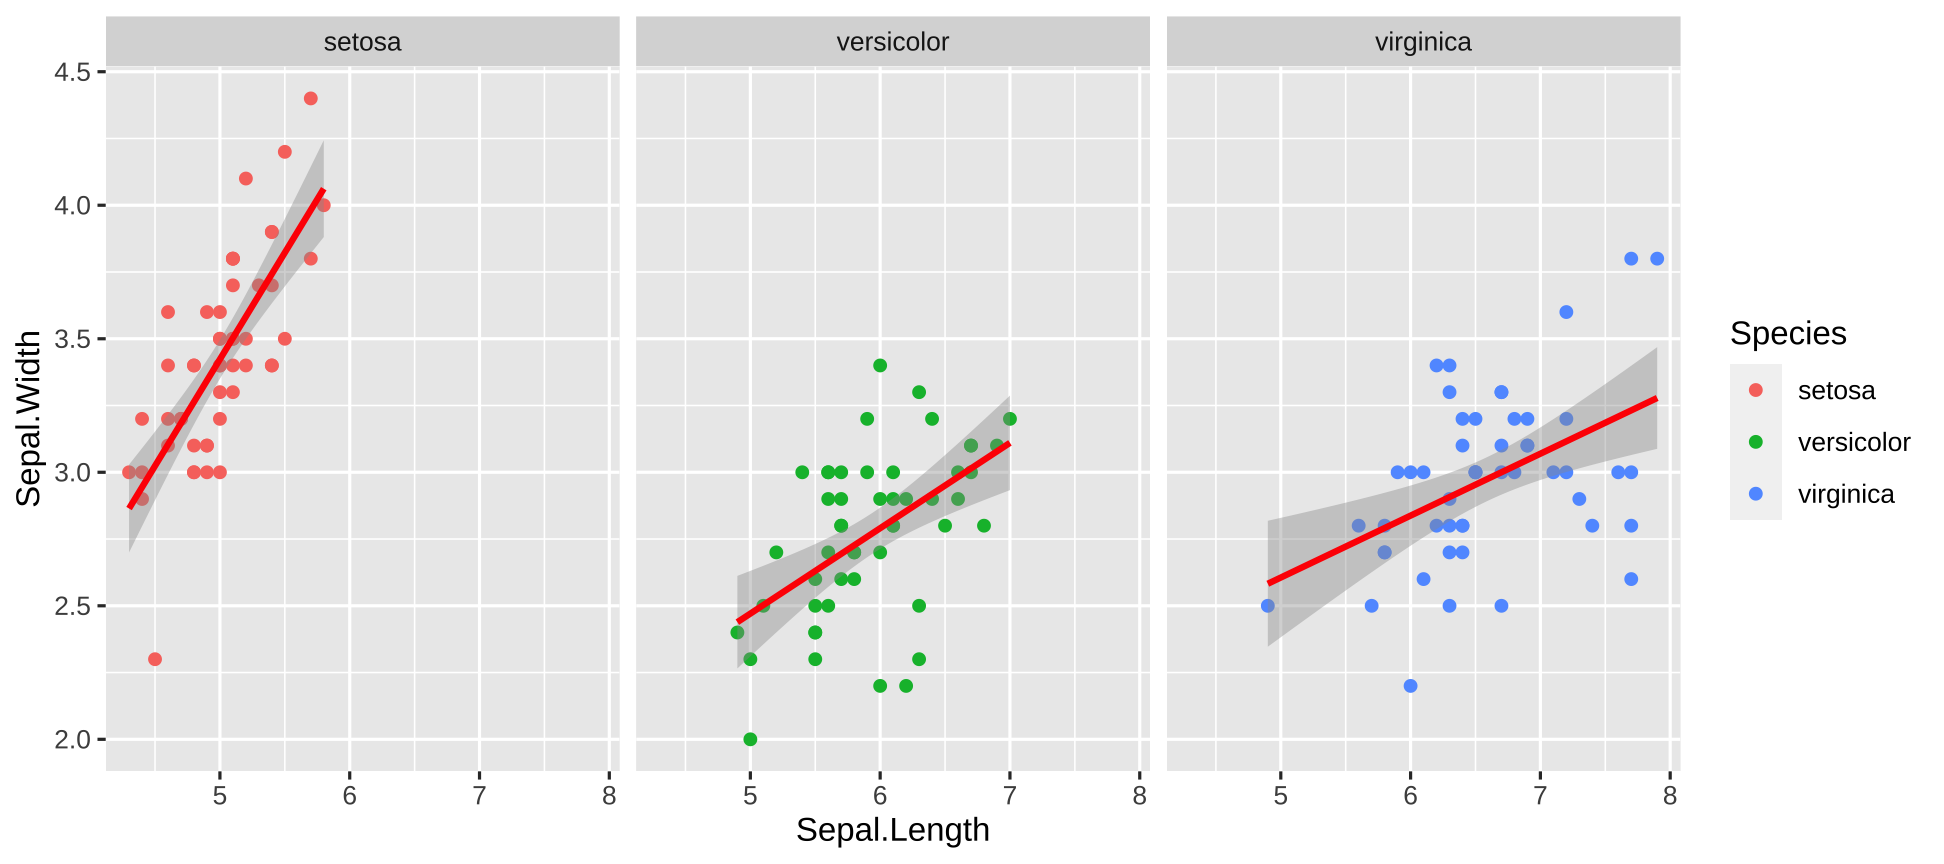 setosa
versicolor
virginica
4.5
4.0
3.5
3.0
2.5
2.0
Sepal.Width
5 6 7 8
5 6 7 8
5 6 7 8
Sepal.Length
Species
setosa
versicolor
virginica